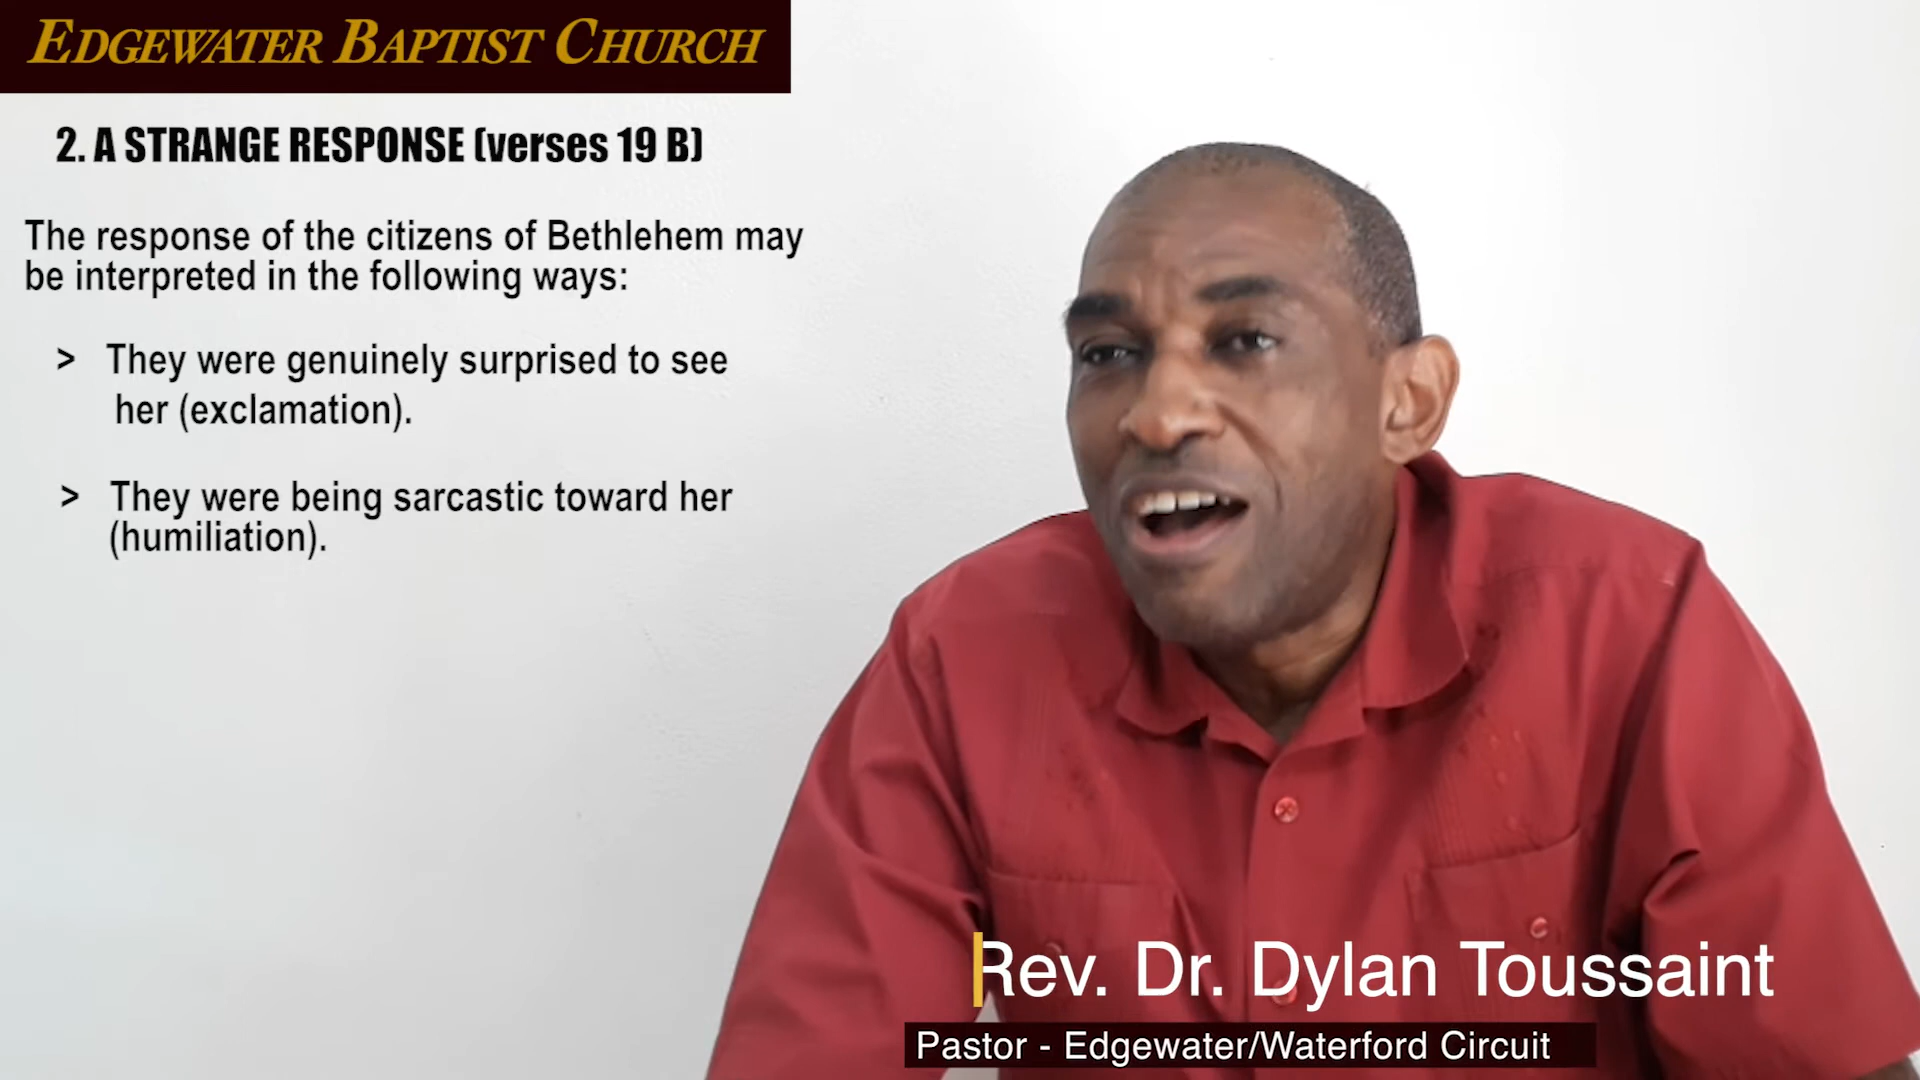 EDGEWATER BAPTIST CHURCH
2. A STRANGE RESPONSE (verses 19 B)
The response of the citizens of Bethlehem may
be interpreted in the following ways:
> They were genuinely surprised to see
her (exclamation).
> They were being sarcastic toward her
(humiliation).
Rev. Dr. Dylan Toussaint
Pastor - Edgewater/Waterford Circuit